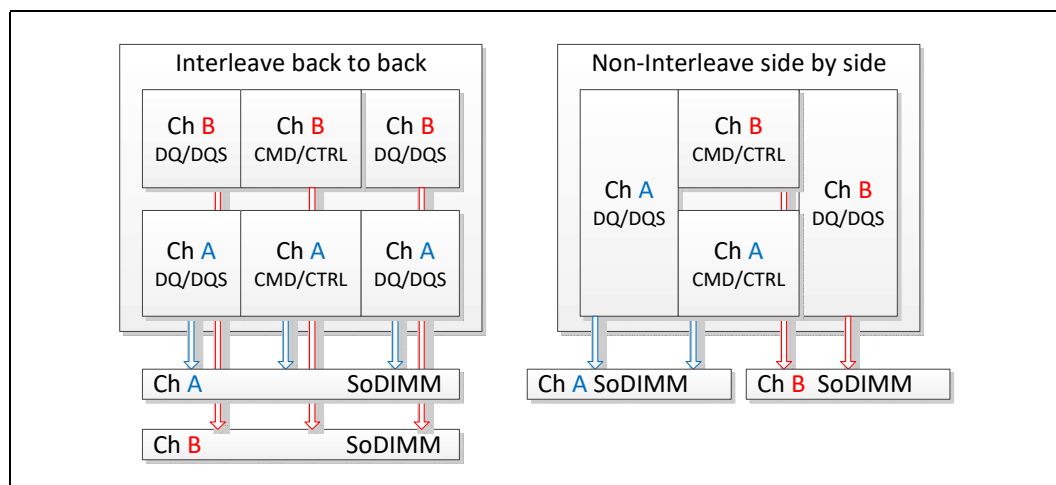 Interleave back to back
Ch B
DQ/DQS
Ch B
CMD/CTRL
Ch B
DQ/DQS
Ch A
DQ/DQS
Ch A
CMD/CTRL
Ch A
DQ/DQS
Ch A SoDIMM
Ch B SoDIMM
Non-Interleave side by side
Ch A
DQ/DQS
Ch B
CMD/CTRL
Ch A
CMD/CTRL
Ch B
DQ/DQS
Ch A SoDIMM
Ch B SoDIMM